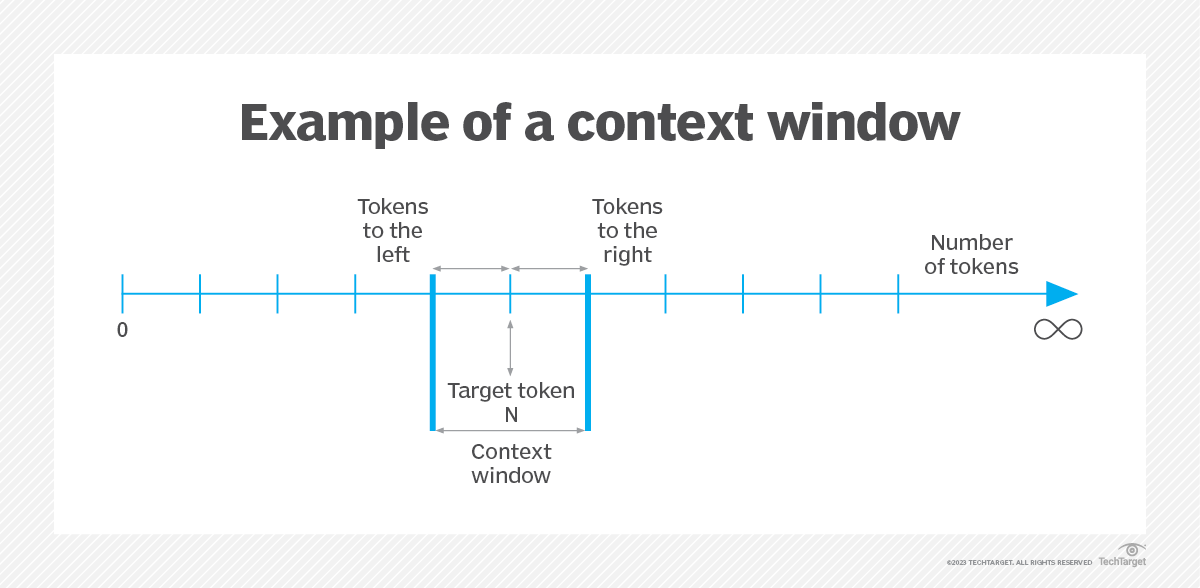 Example of a context window
Tokens
to the
left
Tokens
to the
right
Number
of tokens
0
∞
Target token
N
Context
window
©2023 TECHTARGET. ALL RIGHTS RESERVED
TechTarget